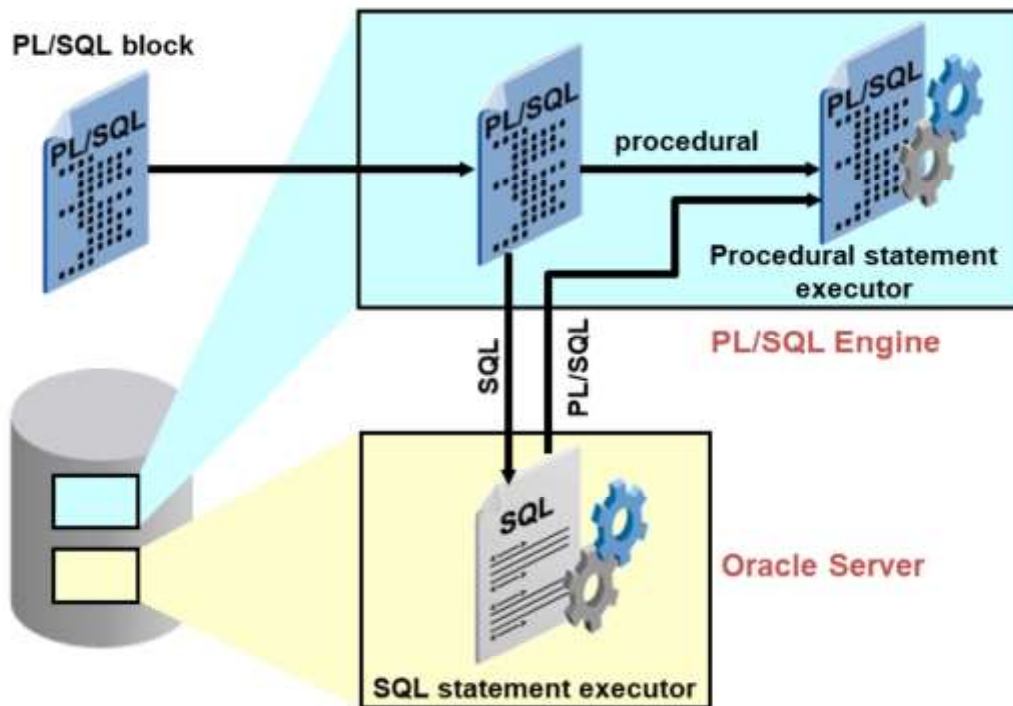 PL/SQL block
PL/SQL
PL/SQL
procedural
PL/SQL
Procedural statement
executor
PL/SQL Engine
SQL
PL/SQL
SQL
Oracle Server
SQL statement executor